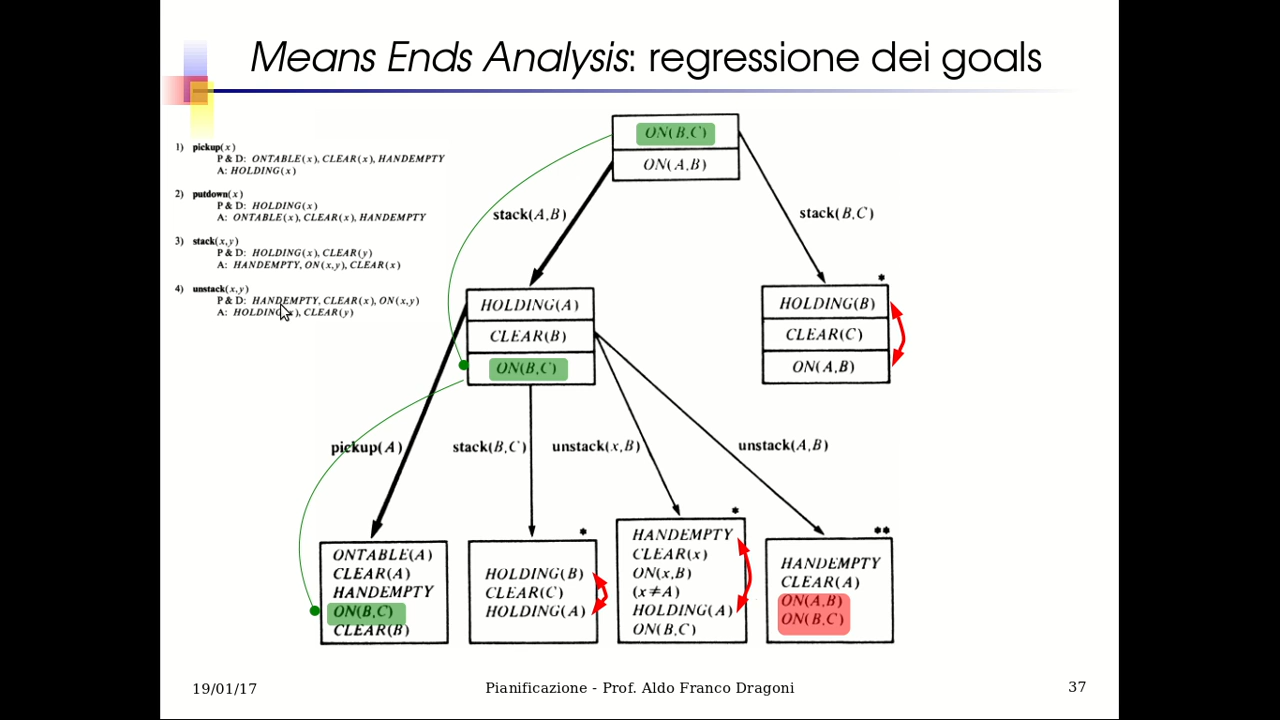 Means Ends Analysis: regressione dei goals
1) pickup(x)
P & D: ONTABLE(x), CLEAR(x), HANDEMPTY
A: HOLDING(x)
2) putdown(x)
P & D: HOLDING(x)
A: ONTABLE(x), CLEAR(x), HANDEMPTY
3) stack(x,y)
P & D: HOLDING(x), CLEAR(y)
A: HANDEMPTY, ON(x,y), CLEAR(x)
4) unstack(x,y)
P & D: HANDEMPTY, CLEAR(x), ON(x,y)
A: HOLDING(x), CLEAR(y)
ON(B,C)
ON(A,B)
stack(A,B)
stack(B,C)
HOLDING(A)
CLEAR(B)
ON(B,C)
*
HOLDING(B)
CLEAR(C)
ON(A,B)
pickup(A)
stack(B,C)
unstack(x,B)
unstack(A,B)
ONTABLE(A)
CLEAR(A)
HANDEMPTY
ON(B,C)
CLEAR(B)
*
HOLDING(B)
CLEAR(C)
HOLDING(A)
*
HANDEMPTY
CLEAR(x)
ON(x,B)
(x≠A)
HOLDING(A)
ON(B,C)
**
HANDEMPTY
CLEAR(A)
ON(A,B)
ON(B,C)
19/01/17
Pianificazione - Prof. Aldo Franco Dragoni
37